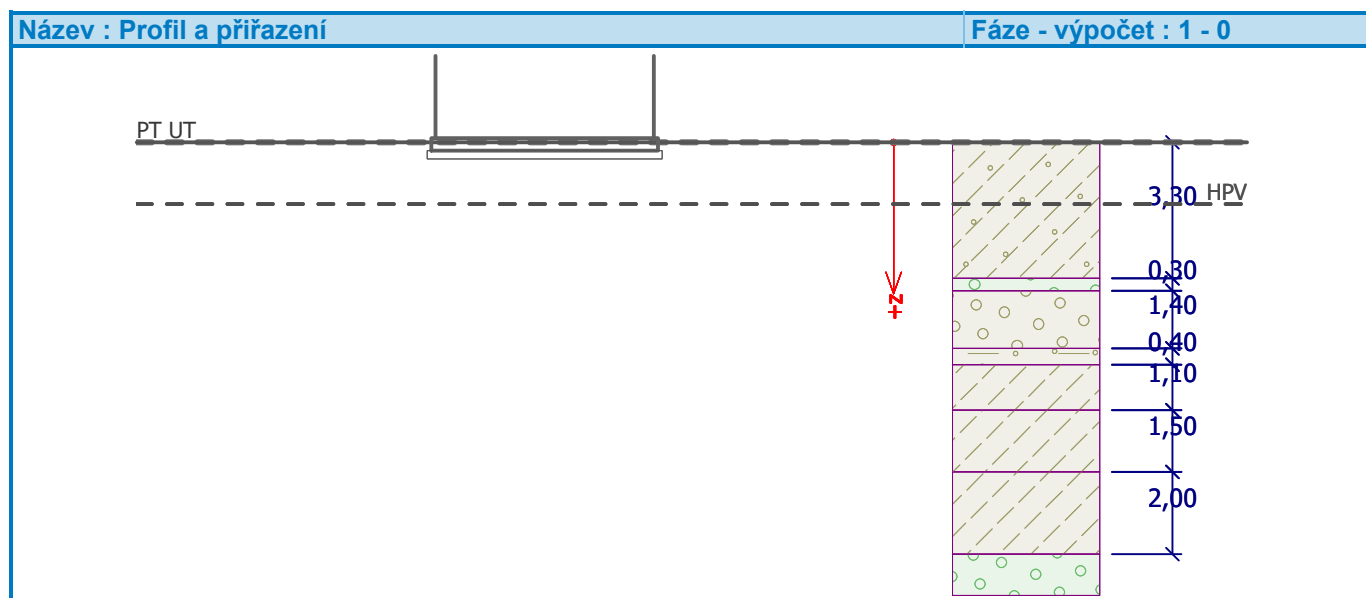 Název : Profil a přiřazení
Fáze - výpočet : 1 - 0
PT UT
3,30
HPV
0,30
+z
1,40
0,40
1,10
1,50
2,00